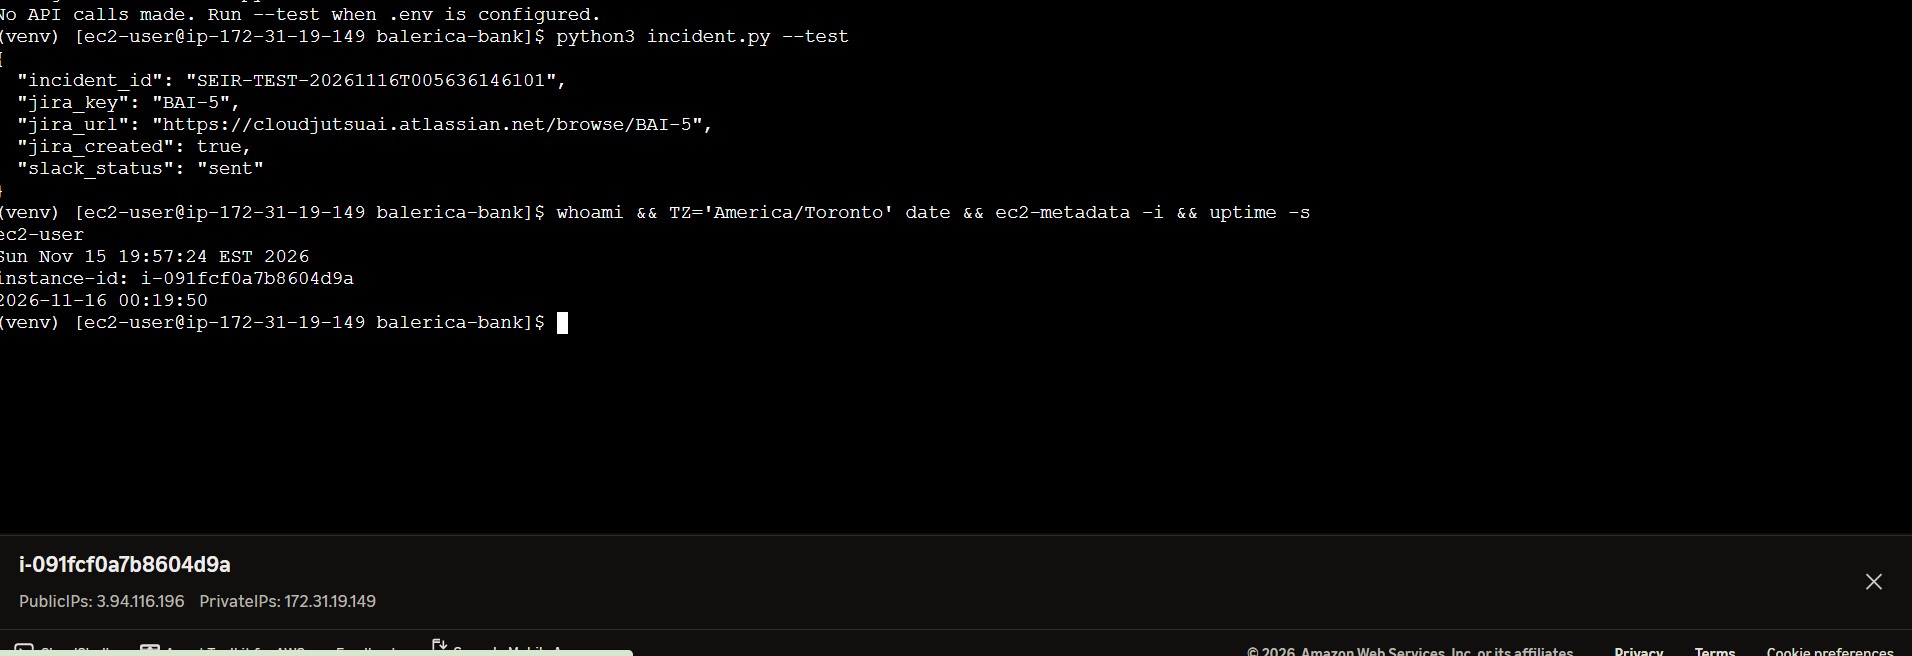 No API calls made. Run --test when .env is configured.
(venv) [ec2-user@ip-172-31-19-149 balerica-bank]$ python3 incident.py --test
{
"incident_id": "SEIR-TEST-20261116T005636146101",
"jira_key": "BAI-5",
"jira_url": "https://cloudjutsuai.atlassian.net/browse/BAI-5",
"jira_created": true,
"slack_status": "sent"
}
(venv) [ec2-user@ip-172-31-19-149 balerica-bank]$ whoami && TZ='America/Toronto' date && ec2-metadata -i && uptime -s
ec2-user
Sun Nov 15 19:57:24 EST 2026
instance-id: i-091fcf0a7b8604d9a
2026-11-16 00:19:50
(venv) [ec2-user@ip-172-31-19-149 balerica-bank]$
i-091fcf0a7b8604d9a
PublicIPs: 3.94.116.196 PrivateIPs: 172.31.19.149
© 2026, Amazon Web Services, Inc. or its affiliates. Privacy Terms Cookie preferences